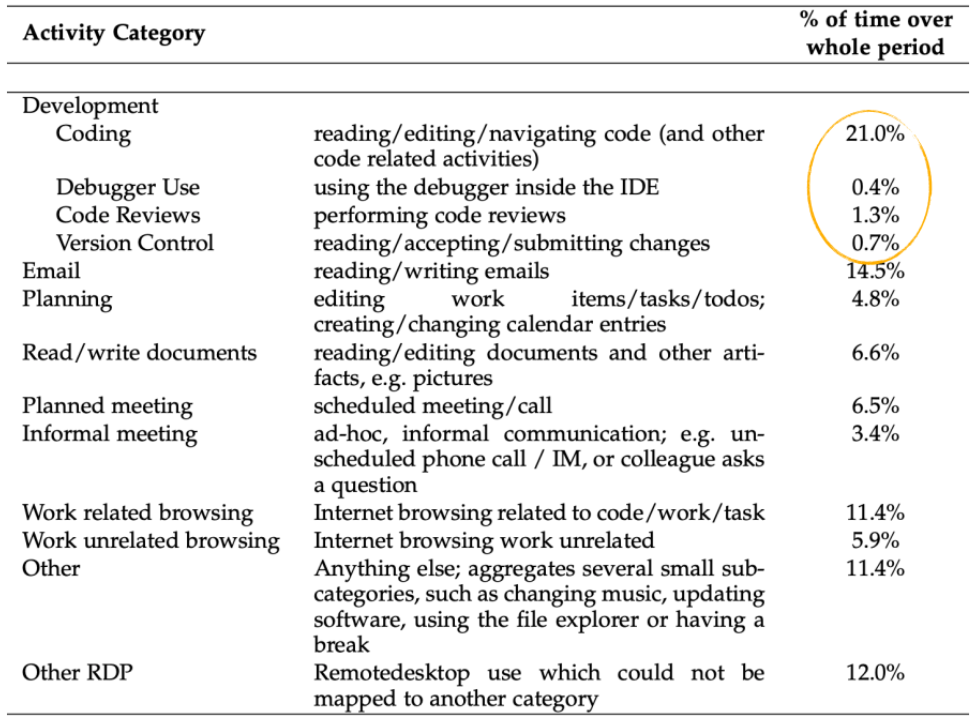 Activity Category % of time over
whole period
Development
Coding reading/editing/navigating code (and other 21.0%
code related activities)
Debugger Use using the debugger inside the IDE 0.4%
Code Reviews performing code reviews 1.3%
Version Control reading/accepting/submitting changes 0.7%
Email reading/writing emails 14.5%
Planning editing work items/tasks/todos; 4.8%
creating/changing calendar entries
Read/write documents reading/editing documents and other arti- 6.6%
facts, e.g. pictures
Planned meeting scheduled meeting/call 6.5%
Informal meeting ad-hoc, informal communication; e.g. un- 3.4%
scheduled phone call / IM, or colleague asks
a question
Work related browsing Internet browsing related to code/work/task 11.4%
Work unrelated browsing Internet browsing work unrelated 5.9%
Other Anything else; aggregates several small sub- 11.4%
categories, such as changing music, updating
software, using the file explorer or having a
break
Other RDP Remotedesktop use which could not be 12.0%
mapped to another category